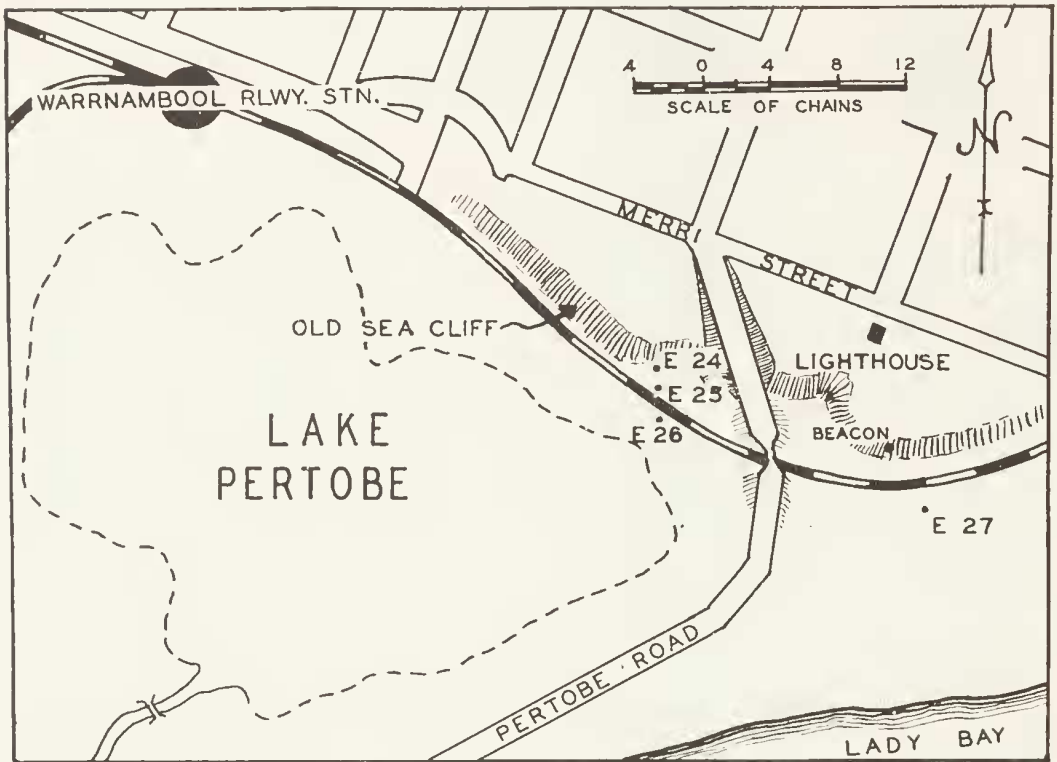 4 0 4 8 12
SCALE OF CHAINS
N
WARRNAMBOOL RLWY. STN.
MERRI STREET
OLD SEA CLIFF
E 24
E 25
E 26
LIGHTHOUSE
BEACON
E 27
LAKE
PERTOBE
PERTOBE ROAD
LADY BAY